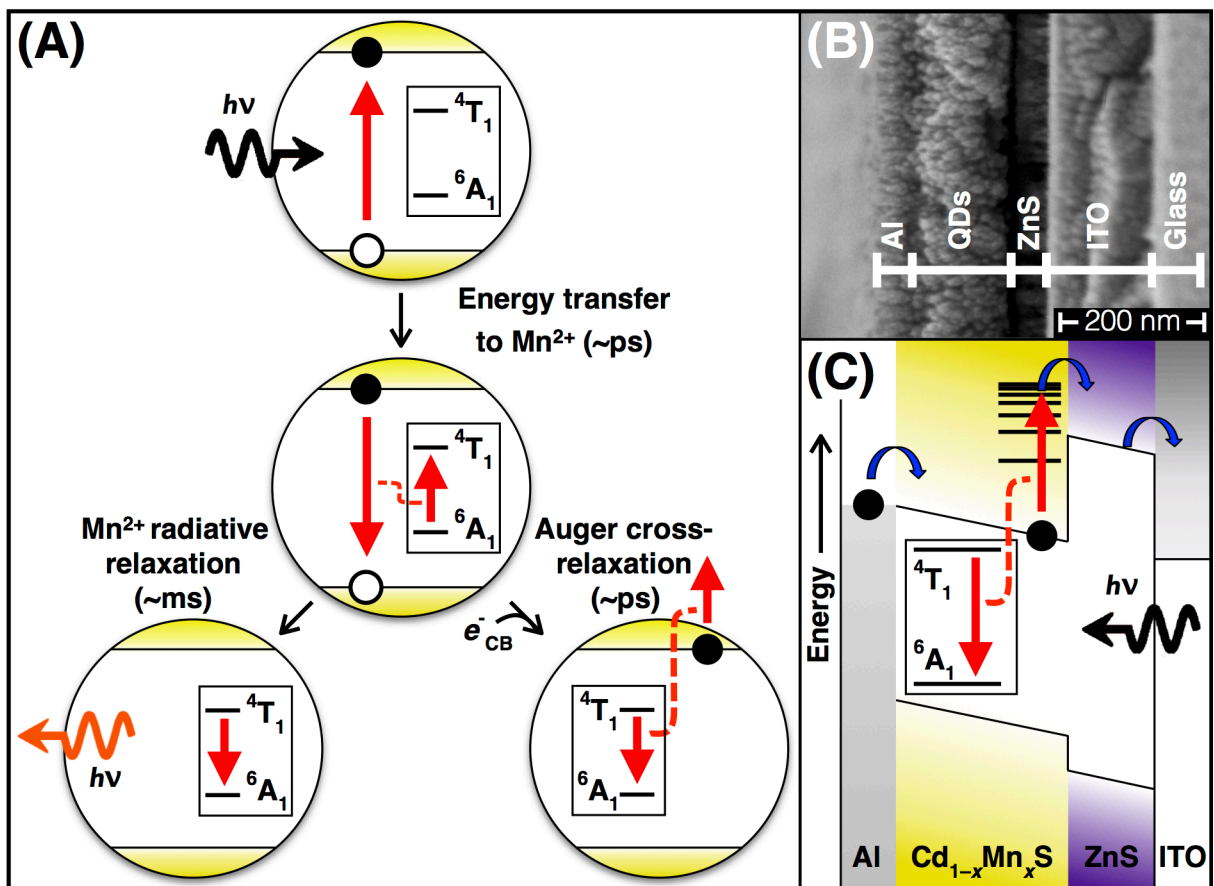 (A)
hν
⁴T₁
⁶A₁
Energy transfer
to Mn²⁺ (~ps)
⁴T₁
⁶A₁
Mn²⁺ radiative
relaxation
(~ms)
Auger cross-
relaxation
(~ps)
e⁻CB
hν
⁴T₁
⁶A₁
⁴T₁
⁶A₁
(B)
Al
QDs
ZnS
ITO
Glass
200 nm
(C)
Energy
⁴T₁
⁶A₁
hν
Al
Cd₁₋ₓMnₓS
ZnS
ITO